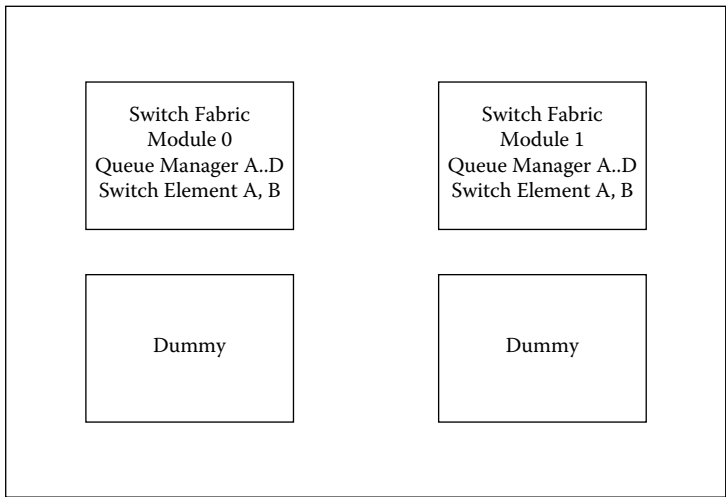 Switch Fabric
Module 0
Queue Manager A..D
Switch Element A, B
Switch Fabric
Module 1
Queue Manager A..D
Switch Element A, B
Dummy
Dummy